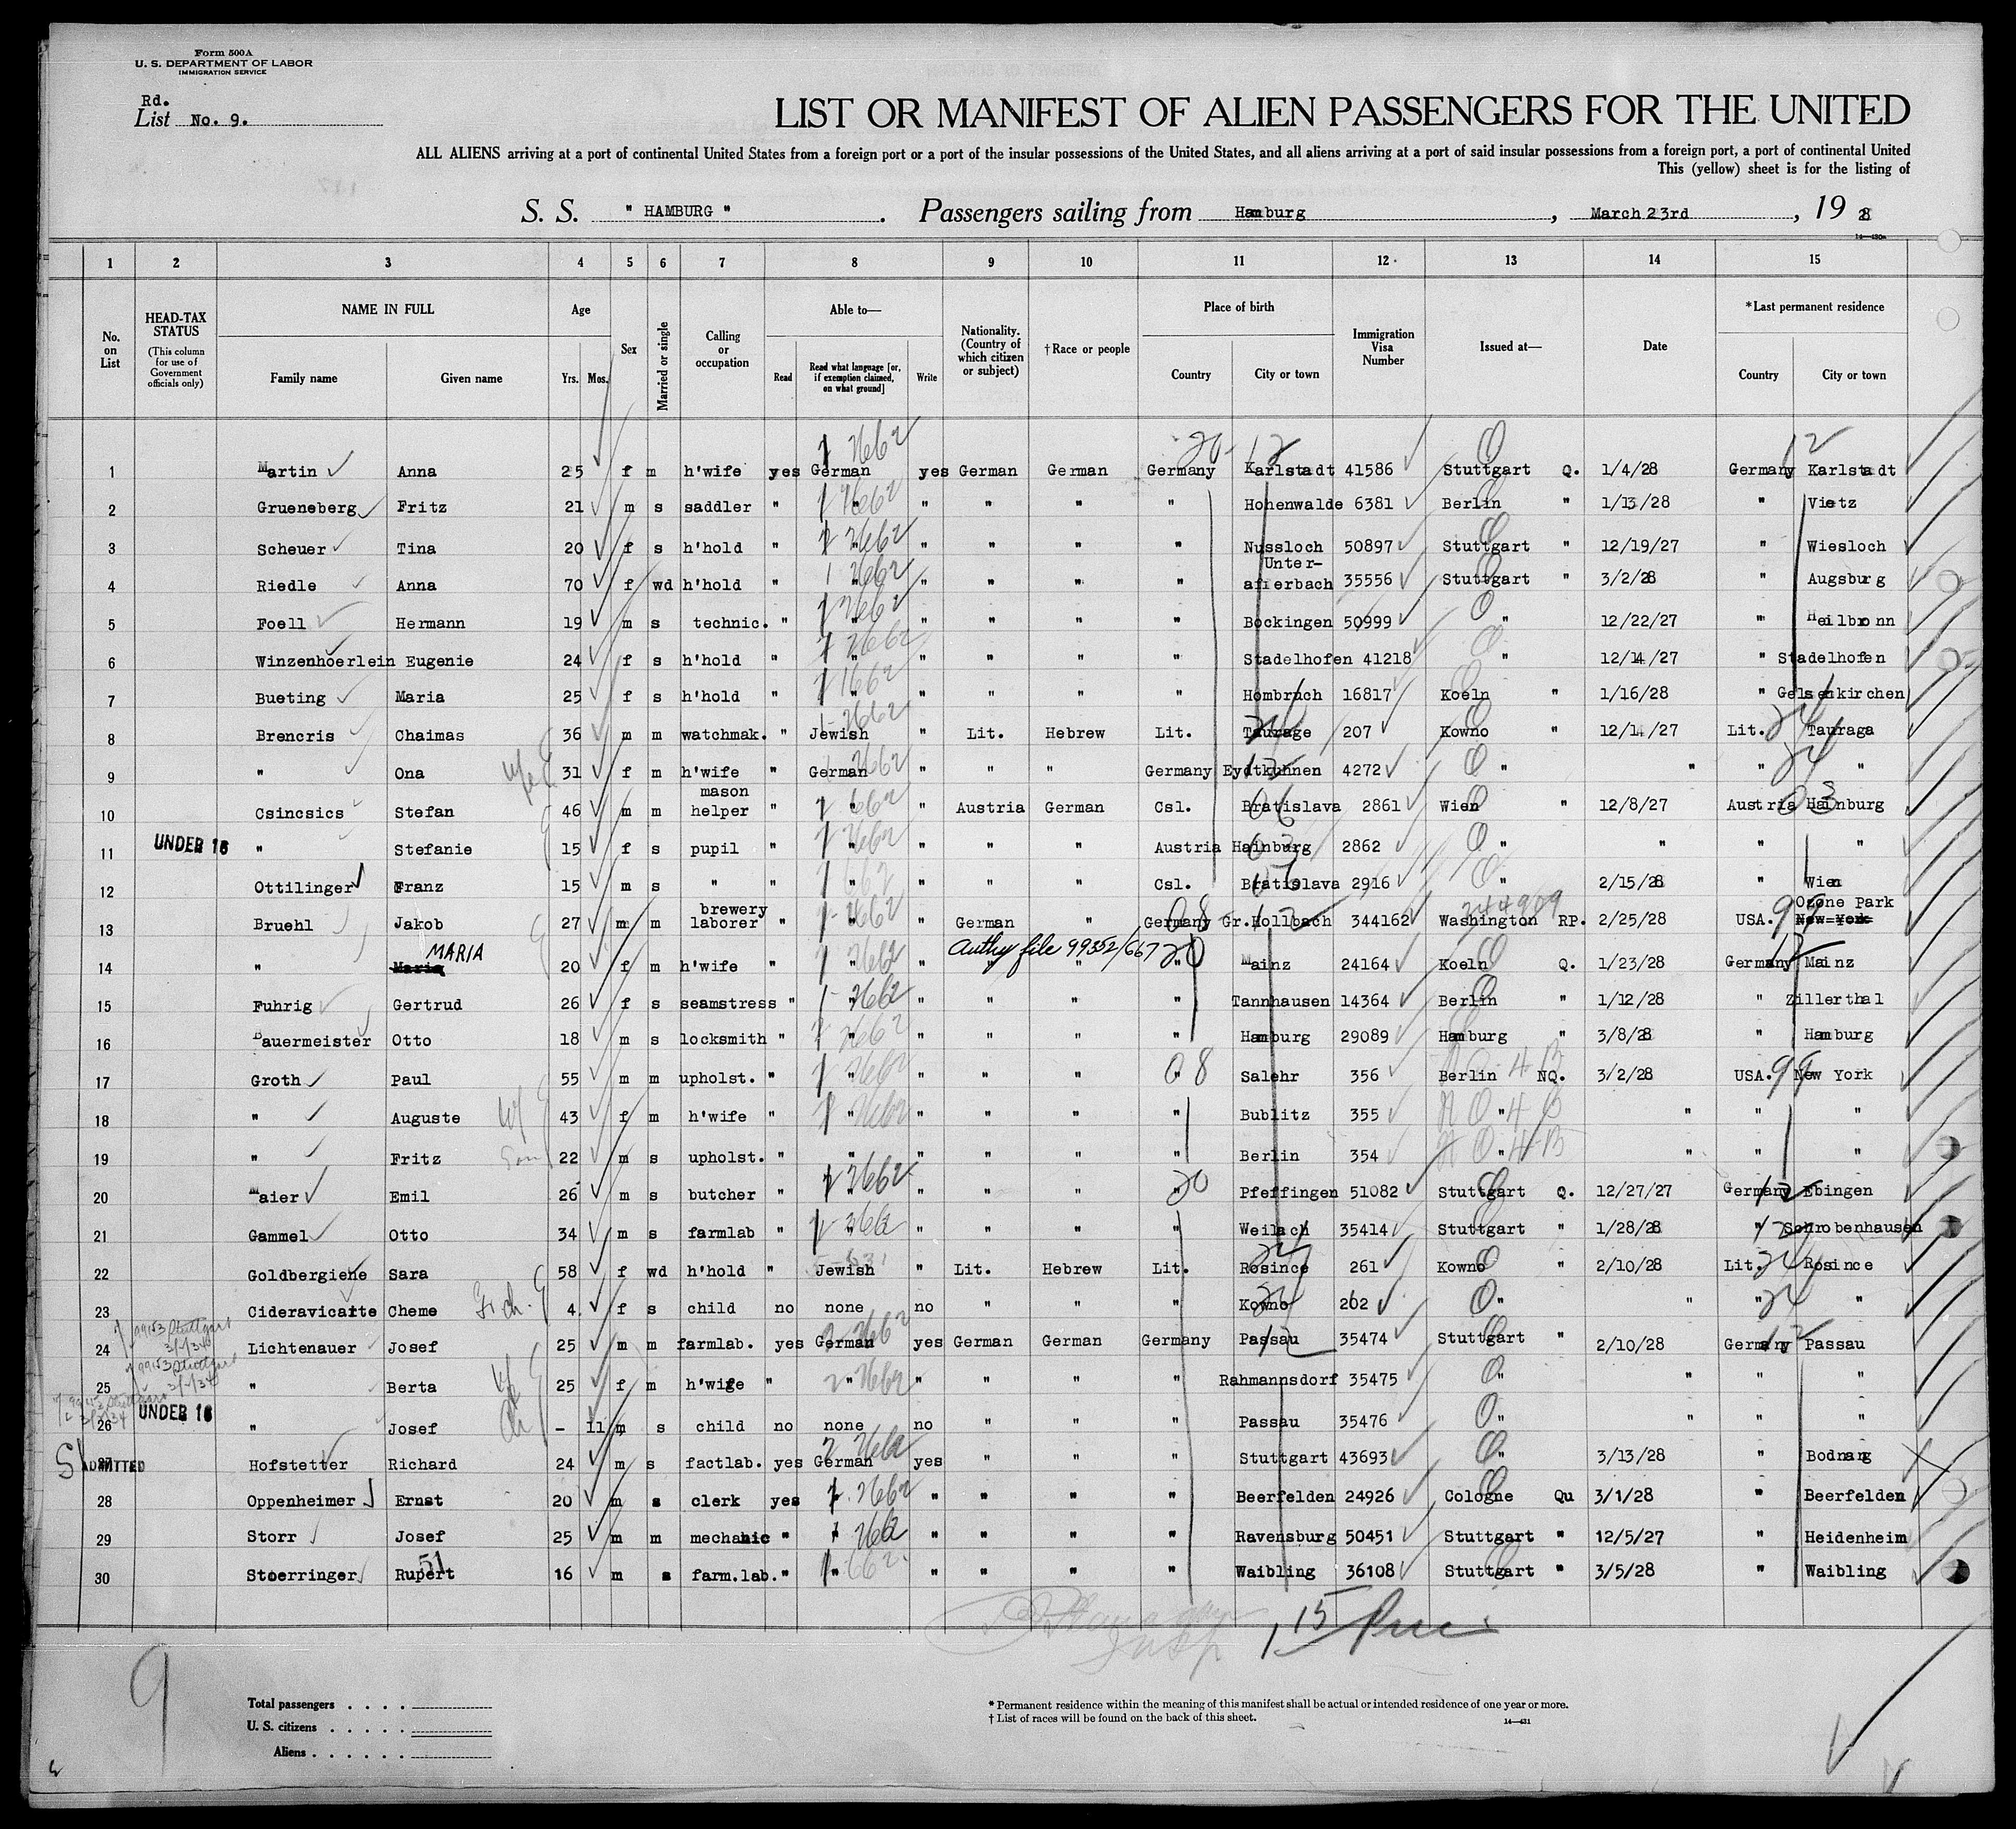 Form 500A
U. S. DEPARTMENT OF LABOR
IMMIGRATION SERVICE
Rd.
List No. 9.
LIST OR MANIFEST OF ALIEN PASSENGERS FOR THE UNITED
ALL ALIENS arriving at a port of continental United States from a foreign port or a port of the insular possessions of the United States, and all aliens arriving at a port of said insular possessions from a foreign port, a port of continental United
This (yellow) sheet is for the listing of
S. S. " HAMBURG " . Passengers sailing from Hamburg , March 23rd , 19 28
14—430a
1 2 3 4 5 6 7 8 9 10 11 12 13 14 15
No. on List
HEAD-TAX STATUS (This column for use of Government officials only)
NAME IN FULL Family name Given name
Age Yrs. Mos.
Sex
Married or single
Calling or occupation
Able to— Read Read what language [or, if exemption claimed, on what ground] Write
Nationality. (Country of which citizen or subject)
†Race or people
Place of birth Country City or town
Immigration Visa Number
Issued at—
Date
*Last permanent residence Country City or town
1 Martin Anna 25 f m h'wife yes German yes German German Germany Karlstadt 41586 Stuttgart Q. 1/4/28 Germany Karlstadt
2 Grueneberg Fritz 21 m s saddler " " " " " " Hohenwalde 6381 Berlin " 1/13/28 " Vietz
3 Scheuer Tina 20 f s h'hold " " " " " " Nussloch 50897 Stuttgart " 12/19/27 " Wiesloch
4 Riedle Anna 70 f wd h'hold " " " " " " Unter- affierbach 35556 Stuttgart " 3/2/28 " Augsburg
5 Foell Hermann 19 m s technic. " " " " " " Bockingen 50999 " 12/22/27 " Heilbronn
6 Winzenhoerlein Eugenie 24 f s h'hold " " " " " " Stadelhofen 41218 " 12/14/27 " Stadelhofen
7 Bueting Maria 25 f s h'hold " " " " " " Hombruch 16817 Koeln " 1/16/28 " Gelsenkirchen
8 Brencris Chaimas 36 m m watchmak. " Jewish " Lit. Hebrew Lit. Taurage 207 Kowno " 12/14/27 Lit. Tauraga
9 " Ona 31 f m h'wife " German " " " Germany Eydtkuhnen 4272 " " " "
10 Csincsics Stefan 46 m m mason helper " " " Austria German Csl. Bratislava 2861 Wien " 12/8/27 Austria Hainburg
11 UNDER 16 " Stefanie 15 f s pupil " " " " " Austria Hainburg 2862 " " " "
12 Ottilinger Franz 15 m s " " " " " " Csl. Bratislava 2916 " 2/15/28 " Wien
13 Bruehl Jakob 27 m m brewery laborer " " " German " Germany Gr.Hollbach 344162 Washington RP. 2/25/28 USA. Ozone Park New York
244909
MARIA
Authy file 99352/667
14 " Maria 20 f m h'wife " " " " " " Mainz 24164 Koeln Q. 1/23/28 Germany Mainz
15 Fuhrig Gertrud 26 f s seamstress " " " " " " Tannhausen 14364 Berlin " 1/12/28 " Zillerthal
16 Bauermeister Otto 18 m s locksmith " " " " " " Hamburg 29089 Hamburg " 3/8/28 " Hamburg
17 Groth Paul 55 m m upholst. " " " " " " Salehr 356 Berlin NQ. 3/2/28 USA. New York
18 " Auguste 43 f m h'wife " " " " " " Bublitz 355 " " " "
19 " Fritz 22 m s upholst. " " " " " " Berlin 354 " " " "
20 Maier Emil 26 m s butcher " " " " " " Pfeffingen 51082 Stuttgart Q. 12/27/27 Germany Ebingen
21 Gammel Otto 34 m s farmlab " " " " " " Weilach 35414 Stuttgart " 1/28/28 " Schrobenhausen
22 Goldbergiene Sara 58 f wd h'hold " Jewish " Lit. Hebrew Lit. Rosince 261 Kowno " 2/10/28 Lit. Rosince
23 Cideravicaite Cheme 4 f s child no none no " " " Kowno 262 " " " "
24 Lichtenauer Josef 25 m m farmlab. yes German yes German German Germany Passau 35474 Stuttgart " 2/10/28 Germany Passau
25 " Berta 25 f m h'wife " " " " " " Rahmannsdorf 35475 " " " "
26 UNDER 16 " Josef - 11 m s child no none no " " " Passau 35476 " " " "
27 ADMITTED Hofstetter Richard 24 m s factlab. yes German yes " " " Stuttgart 43693 " 3/13/28 " Bodnang
28 Oppenheimer Ernst 20 m s clerk yes " " " " " Beerfelden 24926 Cologne Qu 3/1/28 " Beerfelden
29 Storr Josef 25 m m mechanic " " " " " " Ravensburg 50451 Stuttgart " 12/5/27 " Heidenheim
30 Stoerringer Rupert 16 m s farm.lab. " " " " " " Waibling 36108 Stuttgart " 3/5/28 " Waibling
51
9
Total passengers . . . .
U. S. citizens . . . . .
Aliens . . . . . .
* Permanent residence within the meaning of this manifest shall be actual or intended residence of one year or more.
† List of races will be found on the back of this sheet.
14—431